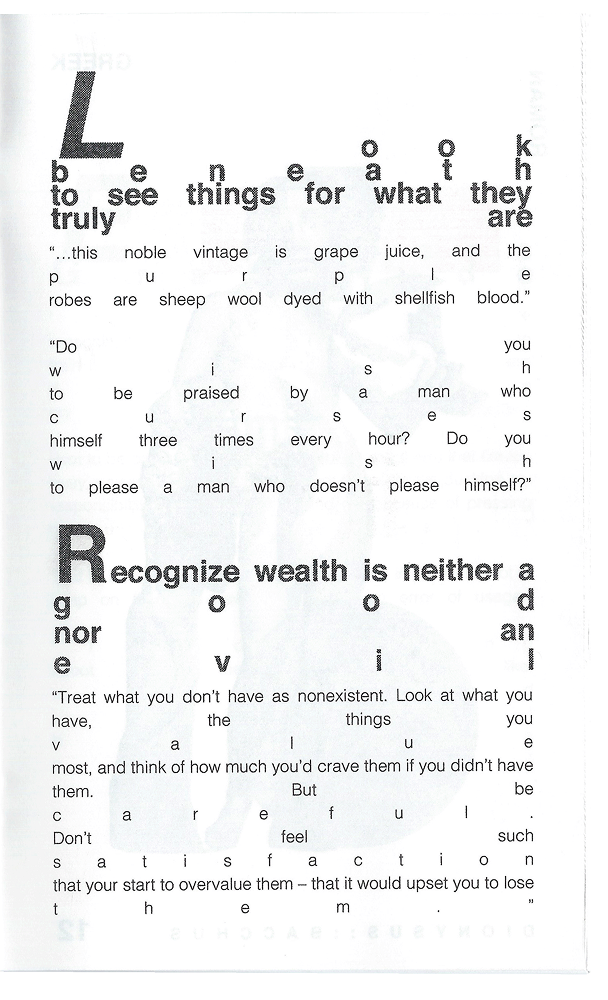 Look
beneath
to see things for what they
truly are
“...this noble vintage is grape juice, and the
purple
robes are sheep wool dyed with shellfish blood.”
“Do you
wish
to be praised by a man who
curses
himself three times every hour? Do you
wish
to please a man who doesn't please himself?”
Recognize wealth is neither a
good
nor an
evil
“Treat what you don't have as nonexistent. Look at what you
have, the things you
value
most, and think of how much you'd crave them if you didn't have
them. But be
careful.
Don't feel such
satisfaction
that your start to overvalue them – that it would upset you to lose
them.”